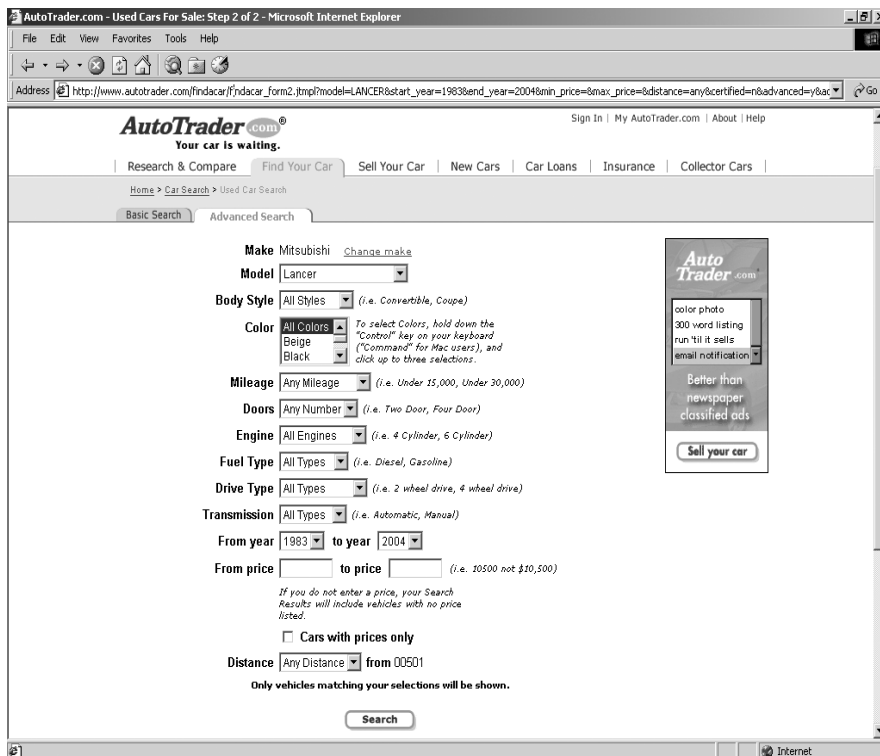 AutoTrader.com - Used Cars For Sale: Step 2 of 2 - Microsoft Internet Explorer
File Edit View Favorites Tools Help
Address http://www.autotrader.com/findacar/findacar_form2.jtmpl?model=LANCER&start_year=1983&end_year=2004&min_price=&max_price=&distance=any&certified=n&advanced=y&ac Go
AutoTrader.com®
Your car is waiting.
Sign In | My AutoTrader.com | About | Help
Research & Compare | Find Your Car | Sell Your Car | New Cars | Car Loans | Insurance | Collector Cars |
Home > Car Search > Used Car Search
Basic Search Advanced Search
Make Mitsubishi Change make
Model Lancer
Body Style All Styles (i.e. Convertible, Coupe)
Color All Colors
Beige
Black
To select Colors, hold down the
"Control" key on your keyboard
("Command" for Mac users), and
click up to three selections.
Mileage Any Mileage (i.e. Under 15,000, Under 30,000)
Doors Any Number (i.e. Two Door, Four Door)
Engine All Engines (i.e. 4 Cylinder, 6 Cylinder)
Fuel Type All Types (i.e. Diesel, Gasoline)
Drive Type All Types (i.e. 2 wheel drive, 4 wheel drive)
Transmission All Types (i.e. Automatic, Manual)
From year 1983 to year 2004
From price to price (i.e. 10500 not $10,500)
If you do not enter a price, your Search
Results will include vehicles with no price
listed.
Cars with prices only
Distance Any Distance from 00501
Only vehicles matching your selections will be shown.
Search
Auto
Trader.com
color photo
300 word listing
run 'til it sells
email notification
Better than
newspaper
classified ads
Sell your car
Internet